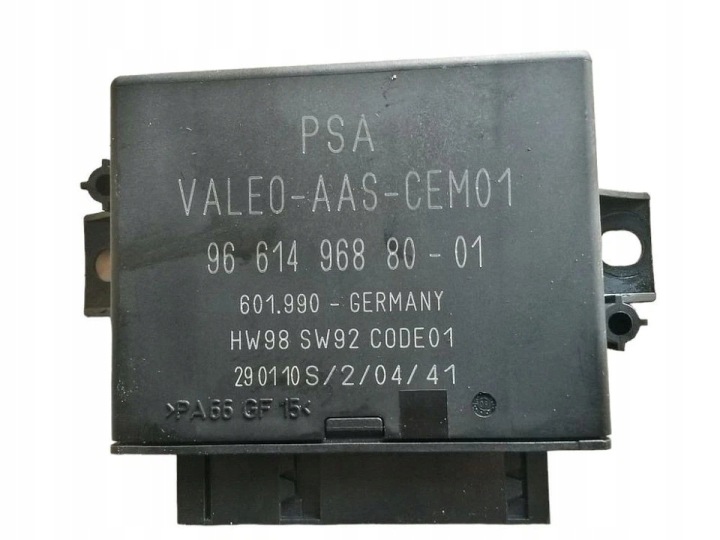 PSA
VALEO-AAS-CEM01
96 614 968 80-01
601.990 - GERMANY
HW98 SW92 CODE01
290110S/2/04/41
>PA66 GF 15<